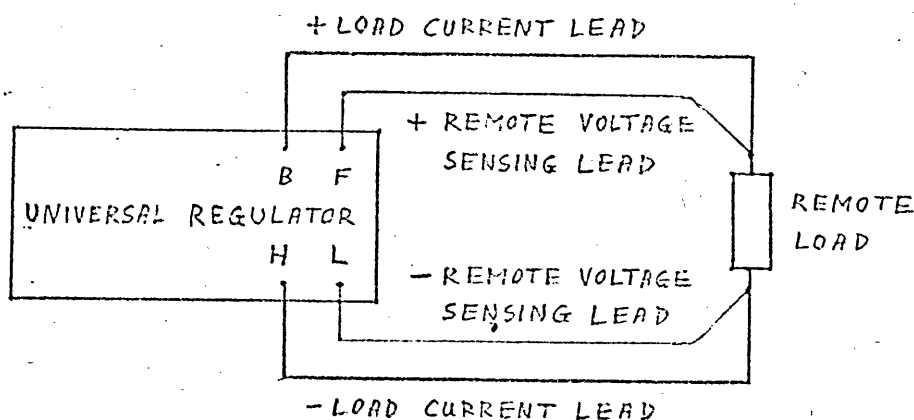 + LOAD CURRENT LEAD
+ REMOTE VOLTAGE
SENSING LEAD
B F
UNIVERSAL REGULATOR
H L
REMOTE
LOAD
- REMOTE VOLTAGE
SENSING LEAD
- LOAD CURRENT LEAD